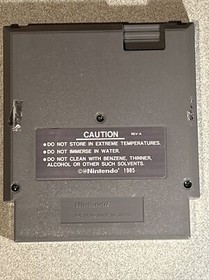 CAUTION
REV-A
●DO NOT STORE IN EXTREME TEMPERATURES.
●DO NOT IMMERSE IN WATER.
●DO NOT CLEAN WITH BENZENE, THINNER,
ALCOHOL OR OTHER SUCH SOLVENTS.
©®Nintendo® 1985
Nintendo